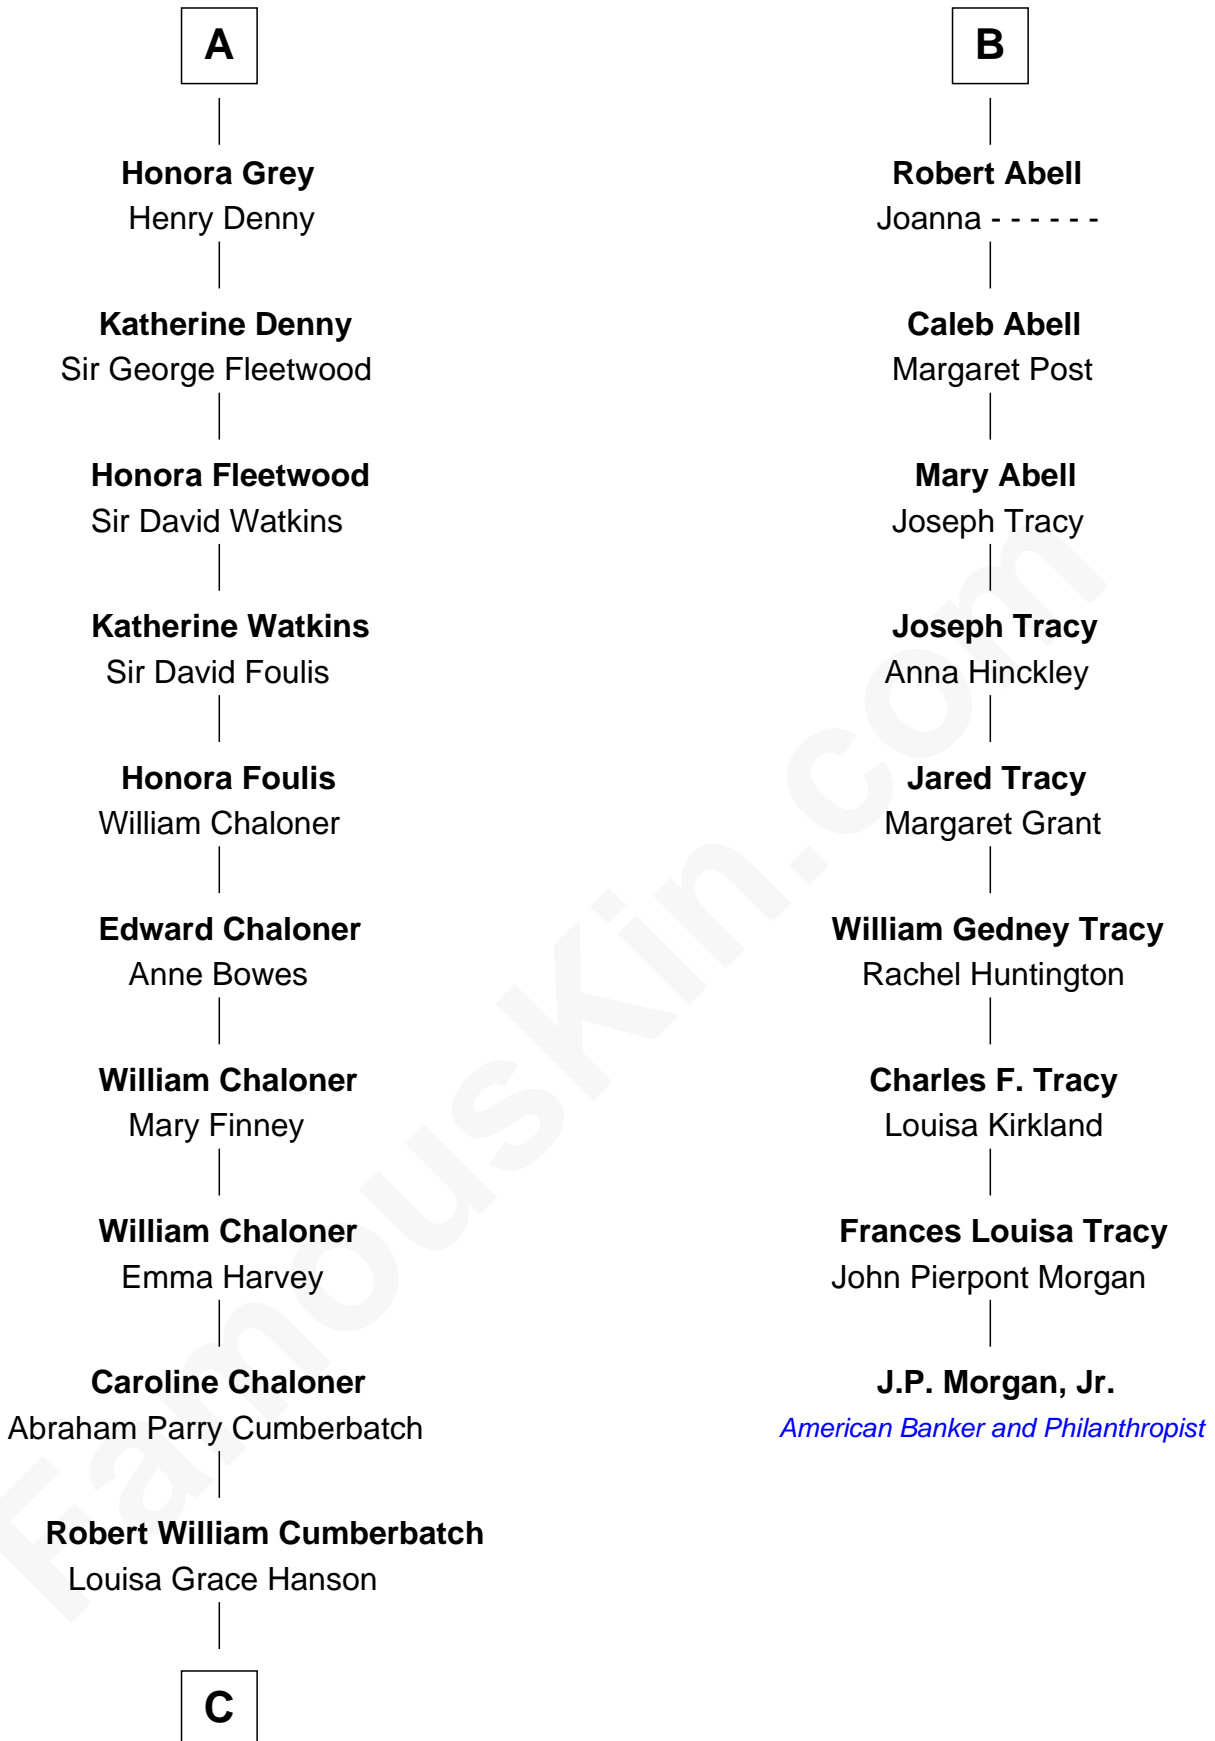 A
Honora Grey
Henry Denny
Katherine Denny
Sir George Fleetwood
Honora Fleetwood
Sir David Watkins
Katherine Watkins
Sir David Foulis
Honora Foulis
William Chaloner
Edward Chaloner
Anne Bowes
William Chaloner
Mary Finney
William Chaloner
Emma Harvey
Caroline Chaloner
Abraham Parry Cumberbatch
Robert William Cumberbatch
Louisa Grace Hanson
C
B
Robert Abell
Joanna - - - - - -
Caleb Abell
Margaret Post
Mary Abell
Joseph Tracy
Joseph Tracy
Anna Hinckley
Jared Tracy
Margaret Grant
William Gedney Tracy
Rachel Huntington
Charles F. Tracy
Louisa Kirkland
Frances Louisa Tracy
John Pierpont Morgan
J.P. Morgan, Jr.
American Banker and Philanthropist
FamousKin.com